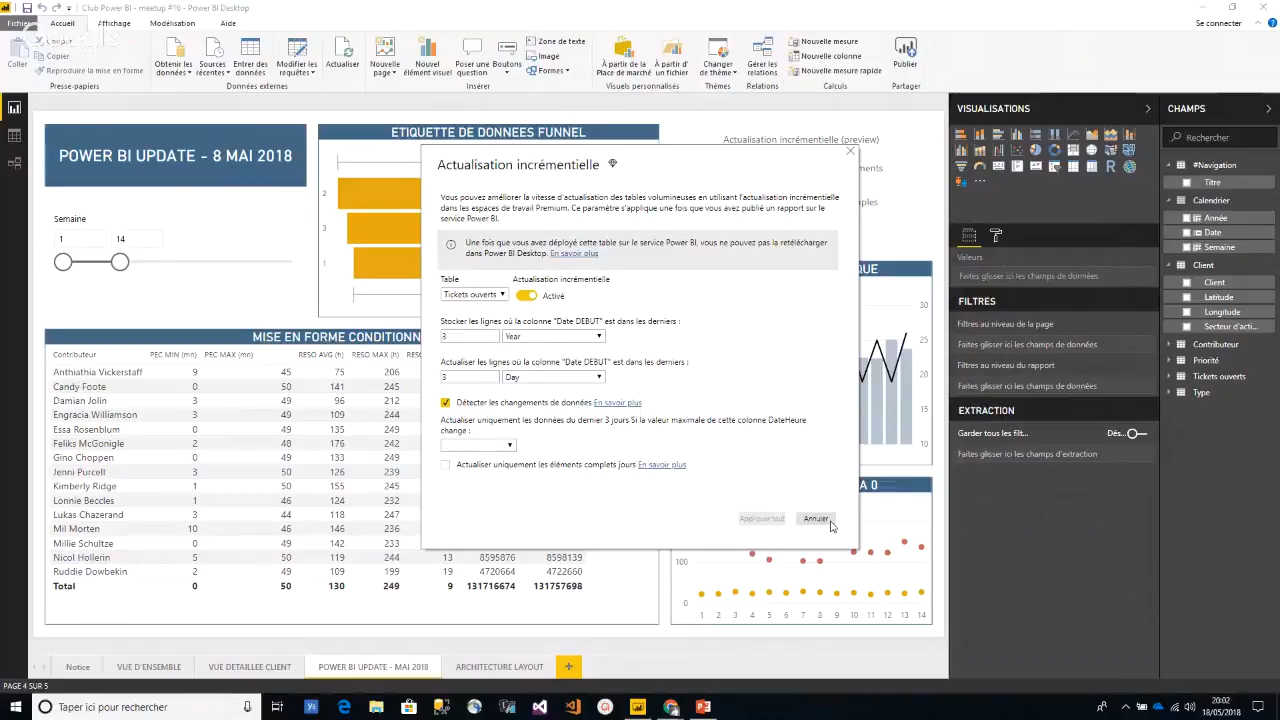 Club Power BI - meetup #16 - Power BI Desktop
Fichier Accueil Affichage Modélisation Aide
Se connecter
Coller
Couper
Copier
Reproduire la mise en forme
Presse-papiers
Obtenir les données
Sources récentes
Entrer des données
Modifier les requêtes
Actualiser
Données externes
Nouvelle page
Nouvel élément visuel
Poser une question
Boutons
Zone de texte
Image
Formes
Insérer
À partir de la Place de marché
À partir d' un fichier
Visuels personnalisés
Changer de thème
Thèmes
Gérer les relations
Relations
Nouvelle mesure
Nouvelle colonne
Nouvelle mesure rapide
Calculs
Publier
Partager
POWER BI UPDATE - 8 MAI 2018
Semaine
1 14
ETIQUETTE DE DONNEES FUNNEL
2
3
1
Actualisation incrémentielle (preview)
Actualisation incrémentielle
Vous pouvez améliorer la vitesse d'actualisation des tables volumineuses en utilisant l'actualisation incrémentielle
dans les espaces de travail Premium. Ce paramètre s'applique une fois que vous avez publié un rapport sur le
service Power BI.
Une fois que vous avez déployé cette table sur le service Power BI, vous ne pouvez pas la retélécharger
dans Power BI Desktop. En savoir plus
Table Actualisation incrémentielle
Tickets ouverts Activé
Stocker les lignes où la colonne "Date DEBUT" est dans les derniers :
3 Year
Actualiser les lignes où la colonne "Date DEBUT" est dans les derniers :
3 Day
Détecter les changements de données En savoir plus
Actualiser uniquement les données du dernier 3 jours Si la valeur maximale de cette colonne DateHeure
change :
Actualiser uniquement les éléments complets jours En savoir plus
Appliquer tout Annuler
MISE EN FORME CONDITIONN
Contributeur PEC MIN (mn) PEC MAX (mn) RESO AVG (h) RESO MAX (h)
Anthiathia Vickerstaff 9 45 75 206
Candy Foote 0 50 141 245
Damian Jolin 3 49 96 212
Engracia Williamson 3 49 109 244
Essa Rosenblum 0 49 135 249
Feliks McGonigle 2 48 176 242
Gino Choppen 0 49 133 249
Jenni Purcell 3 50 126 239
Kimberly Ridge 1 50 155 245
Lonnie Beccles 1 46 124 232
Lukas Chazerand 3 46 127 244
Mil Morten 10 46 146 236
Millie Schultze 0 49 142 233
Nicol Hollerin 5 50 119 244 13 8595876 8598139
Ruddie Dowbekin 2 49 109 199 19 4720660 4722660
Total 0 50 130 249 9 131716674 131757698
QUE
30
25
20
15
10
A 0
100
0
1 2 3 4 5 6 7 8 9 10 11 12 13 14
VISUALISATIONS
Valeurs
Faites glisser ici les champs de données
FILTRES
Filtres au niveau de la page
Faites glisser ici les champs de données
Filtres au niveau du rapport
Faites glisser ici les champs de données
EXTRACTION
Garder tous les filt... Dés...
Faites glisser ici les champs d'extraction
CHAMPS
Rechercher
#Navigation
Titre
Calendrier
Année
Date
Semaine
Client
Client
Latitude
Longitude
Secteur d'acti...
Contributeur
Priorité
Tickets ouverts
Type
Notice VUE D'ENSEMBLE VUE DETAILLEE CLIENT POWER BI UPDATE - MAI 2018 ARCHITECTURE LAYOUT
PAGE 4 SUR 5
Taper ici pour rechercher
20:02
18/05/2018